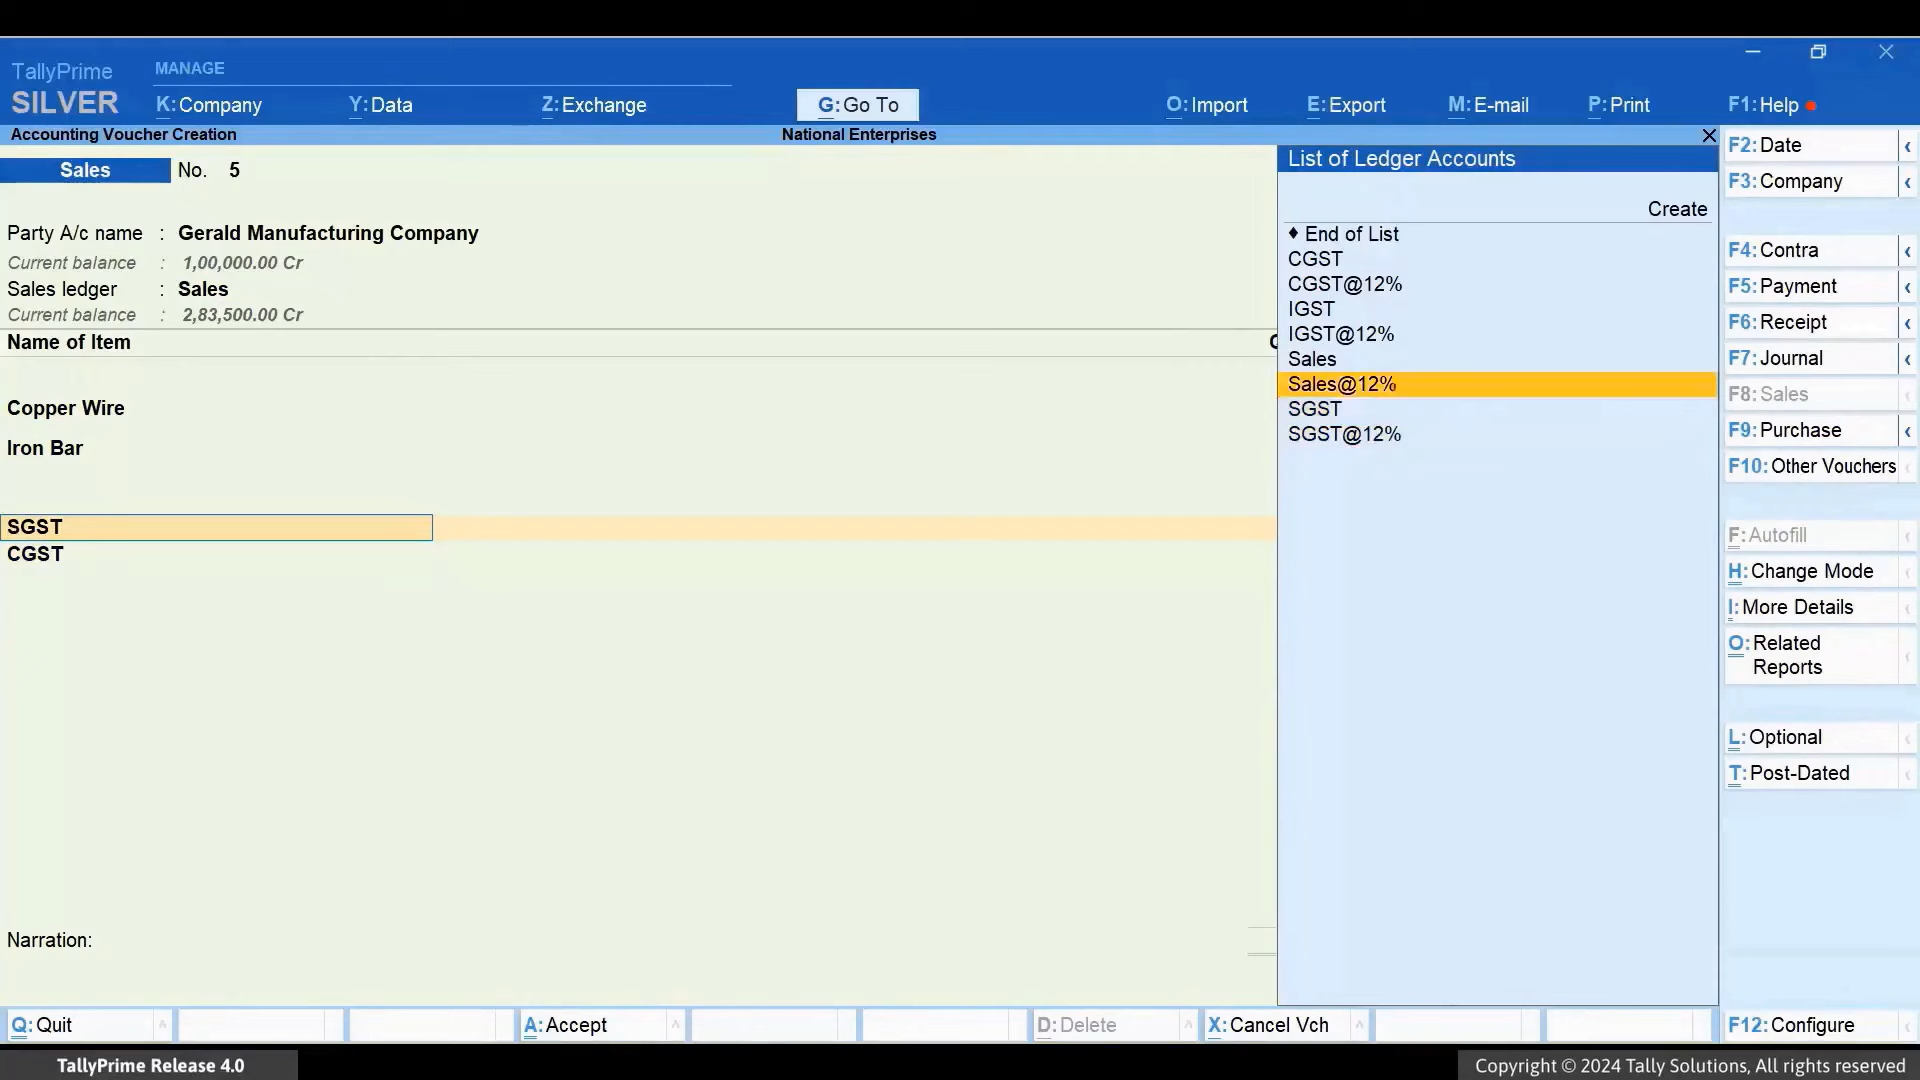 TallyPrime
SILVER
MANAGE
K: Company
Y: Data
Z: Exchange
G: Go To
O: Import
E: Export
M: E-mail
P: Print
F1: Help
Accounting Voucher Creation
National Enterprises
Sales No. 5
Party A/c name : Gerald Manufacturing Company
Current balance : 1,00,000.00 Cr
Sales ledger : Sales
Current balance : 2,83,500.00 Cr
Name of Item
Copper Wire
Iron Bar
SGST
CGST
Narration:
List of Ledger Accounts
Create
♦ End of List
CGST
CGST@12%
IGST
IGST@12%
Sales
Sales@12%
SGST
SGST@12%
F2: Date
F3: Company
F4: Contra
F5: Payment
F6: Receipt
F7: Journal
F8: Sales
F9: Purchase
F10: Other Vouchers
F: Autofill
H: Change Mode
I: More Details
O: Related
Reports
L: Optional
T: Post-Dated
Q: Quit
A: Accept
D: Delete
X: Cancel Vch
F12: Configure
TallyPrime Release 4.0
Copyright © 2024 Tally Solutions, All rights reserved